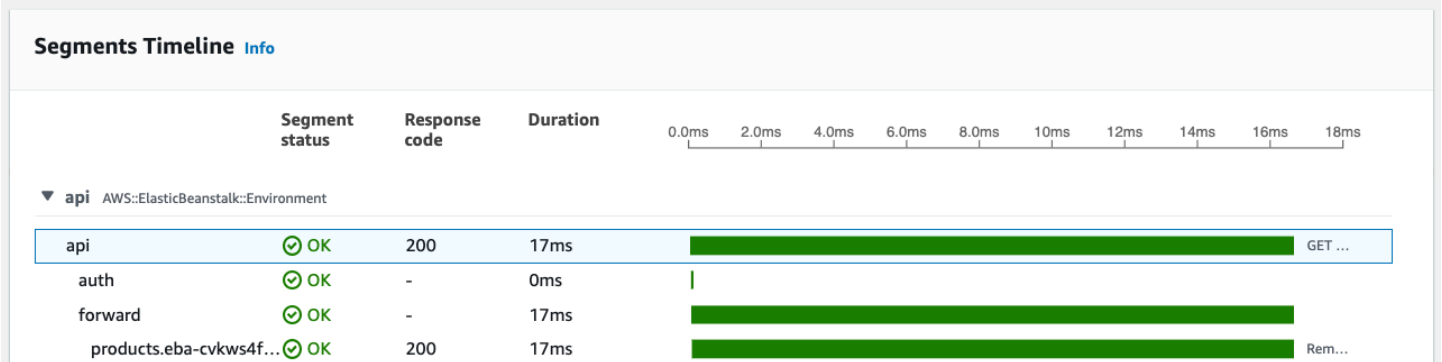 Segments Timeline Info
Segment status Response code Duration
0.0ms 2.0ms 4.0ms 6.0ms 8.0ms 10ms 12ms 14ms 16ms 18ms
api AWS::ElasticBeanstalk::Environment
api OK 200 17ms GET ...
auth OK - 0ms
forward OK - 17ms
products.eba-cvkws4f... OK 200 17ms Rem...